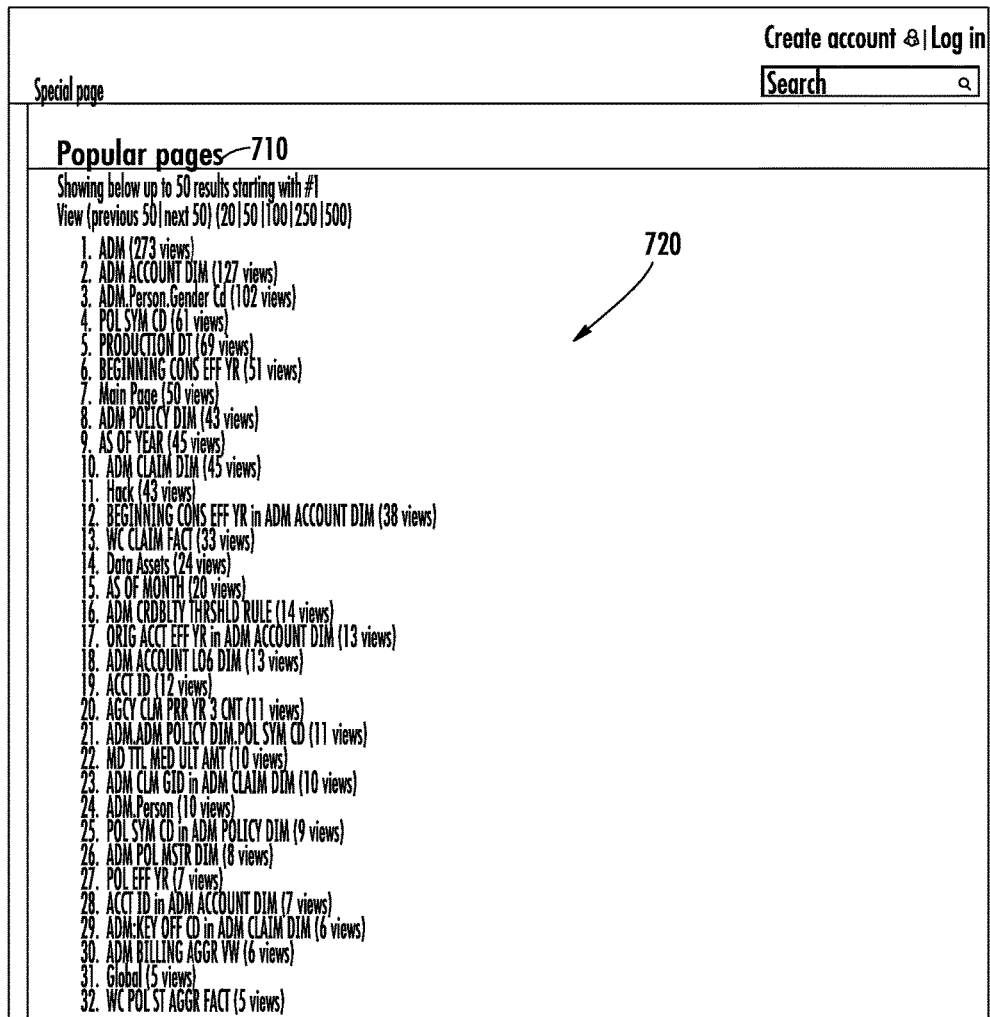 Create account | Log in
Search
Special page
Popular pages 710
Showing below up to 50 results starting with #1
View (previous 50|next 50) (20|50|100|250|500)
720
1. ADM (273 views)
2. ADM ACCOUNT DIM (127 views)
3. ADM.Person.Gender Cd (102 views)
4. POL SYM CD (61 views)
5. PRODUCTION DT (69 views)
6. BEGINNING CONS EFF YR (51 views)
7. Main Page (50 views)
8. ADM POLICY DIM (43 views)
9. AS OF YEAR (45 views)
10. ADM CLAIM DIM (45 views)
11. Hack (43 views)
12. BEGINNING CONS EFF YR in ADM ACCOUNT DIM (38 views)
13. WC CLAIM FACT (33 views)
14. Data Assets (24 views)
15. AS OF MONTH (20 views)
16. ADM CRDBLTY THRSHLD RULE (14 views)
17. ORIG ACCT EFF YR in ADM ACCOUNT DIM (13 views)
18. ADM ACCOUNT LO6 DIM (13 views)
19. ACCT ID (12 views)
20. AGCY CLM PRR YR 3 CNT (11 views)
21. ADM.ADM POLICY DIM.POL SYM CD (11 views)
22. MD TTL MED ULT AMT (10 views)
23. ADM CLM GID in ADM CLAIM DIM (10 views)
24. ADM.Person (10 views)
25. POL SYM CD in ADM POLICY DIM (9 views)
26. ADM POL MSTR DIM (8 views)
27. POL EFF YR (7 views)
28. ACCT ID in ADM ACCOUNT DIM (7 views)
29. ADM:KEY OFF CD in ADM CLAIM DIM (6 views)
30. ADM BILLING AGGR VW (6 views)
31. Global (5 views)
32. WC POL ST AGGR FACT (5 views)